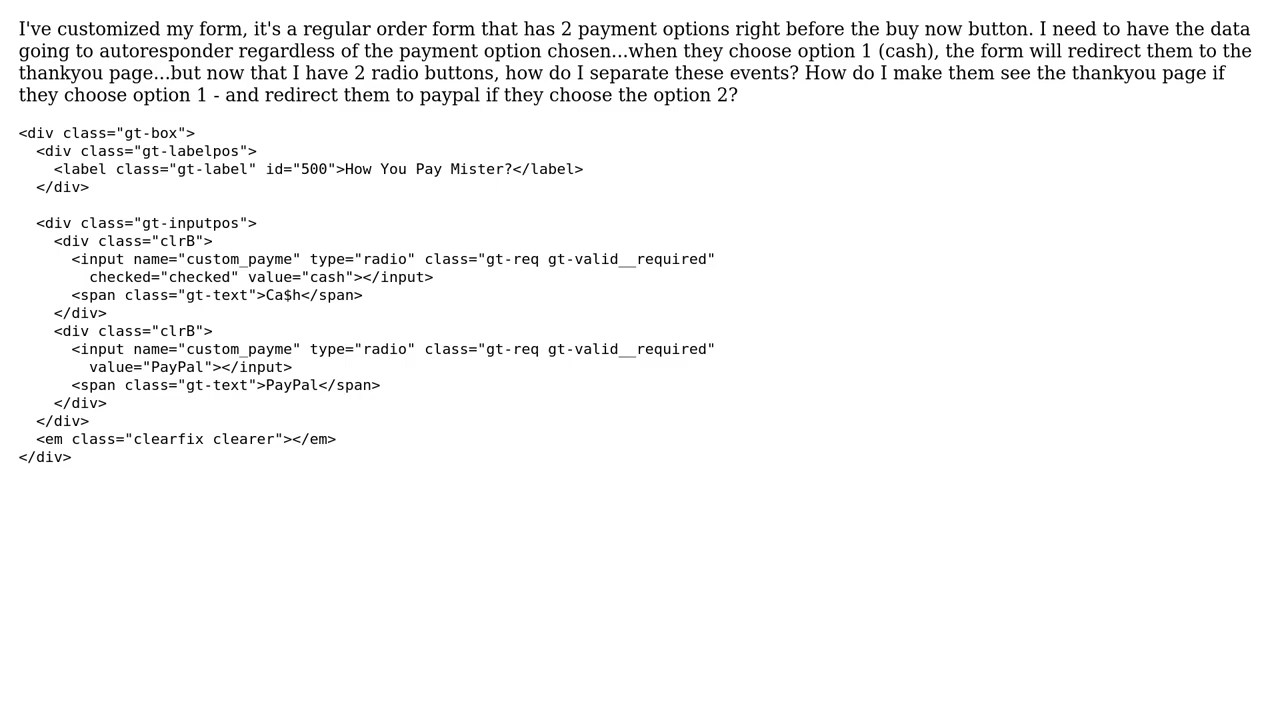 I've customized my form, it's a regular order form that has 2 payment options right before the buy now button. I need to have the data
going to autoresponder regardless of the payment option chosen...when they choose option 1 (cash), the form will redirect them to the
thankyou page...but now that I have 2 radio buttons, how do I separate these events? How do I make them see the thankyou page if
they choose option 1 - and redirect them to paypal if they choose the option 2?
<div class="gt-box">
  <div class="gt-labelpos">
    <label class="gt-label" id="500">How You Pay Mister?</label>
  </div>
  <div class="gt-inputpos">
    <div class="clrB">
      <input name="custom_payme" type="radio" class="gt-req gt-valid__required"
        checked="checked" value="cash"></input>
      <span class="gt-text">Ca$h</span>
    </div>
    <div class="clrB">
      <input name="custom_payme" type="radio" class="gt-req gt-valid__required"
        value="PayPal"></input>
      <span class="gt-text">PayPal</span>
    </div>
  </div>
  <em class="clearfix clearer"></em>
</div>